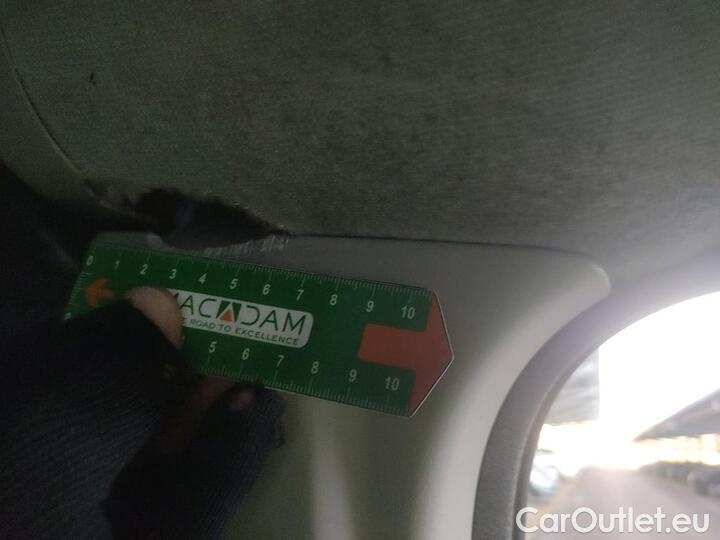 0 1 2 3 4 5 6 7 8 9 10
MACADAM
ROAD TO EXCELLENCE
5 6 7 8 9 10
CarOutlet.eu